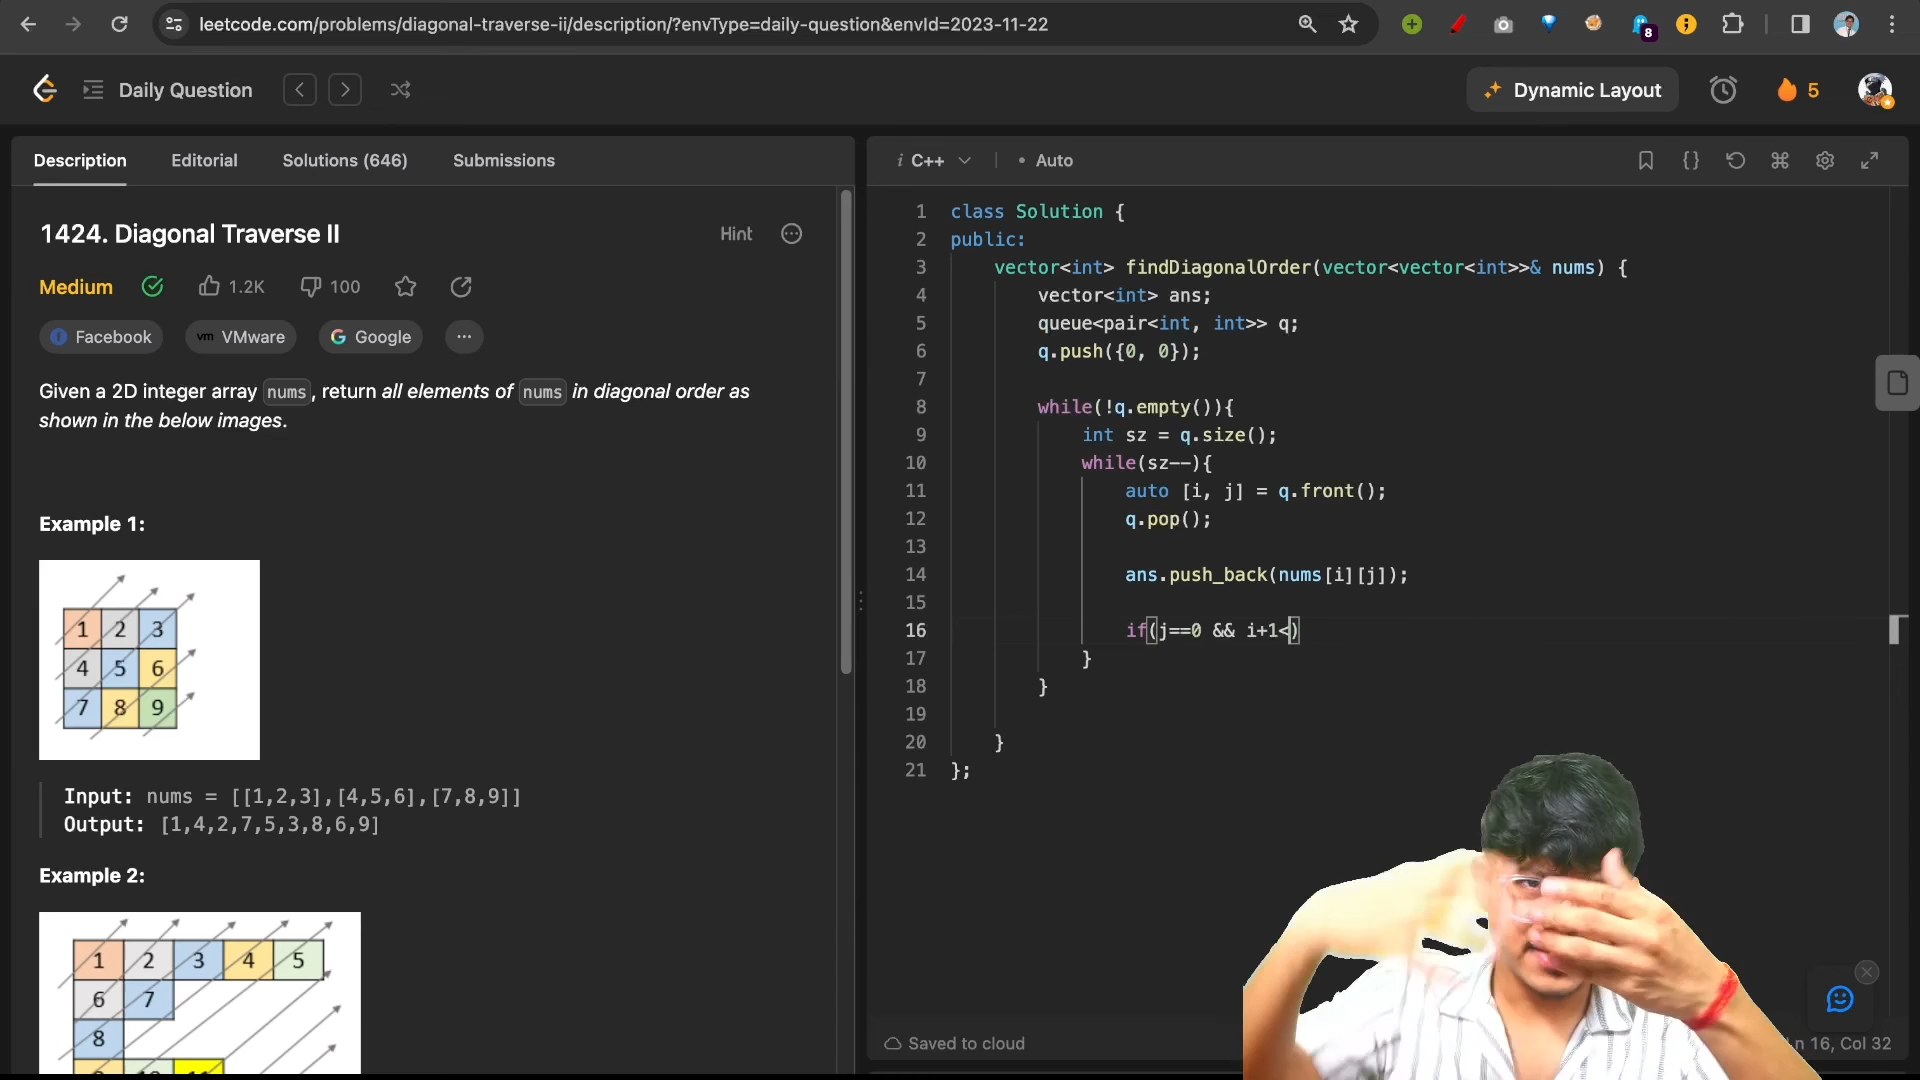 leetcode.com/problems/diagonal-traverse-ii/description/?envType=daily-question&envId=2023-11-22
8
Daily Question
Dynamic Layout
5
Description
Editorial
Solutions (646)
Submissions
1424. Diagonal Traverse II
Hint
Medium
1.2K
100
Facebook
vm VMware
Google
Given a 2D integer array nums, return all elements of nums in diagonal order as
shown in the below images.
Example 1:
1 2 3
4 5 6
7 8 9
Input: nums = [[1,2,3],[4,5,6],[7,8,9]]
Output: [1,4,2,7,5,3,8,6,9]
Example 2:
1 2 3 4 5
6 7
8
i C++
• Auto
1 class Solution {
2 public:
3 vector<int> findDiagonalOrder(vector<vector<int>>& nums) {
4 vector<int> ans;
5 queue<pair<int, int>> q;
6 q.push({0, 0});
7
8 while(!q.empty()){
9 int sz = q.size();
10 while(sz--){
11 auto [i, j] = q.front();
12 q.pop();
13
14 ans.push_back(nums[i][j]);
15
16 if(j==0 && i+1<)
17 }
18 }
19
20 }
21 };
Saved to cloud
n 16, Col 32